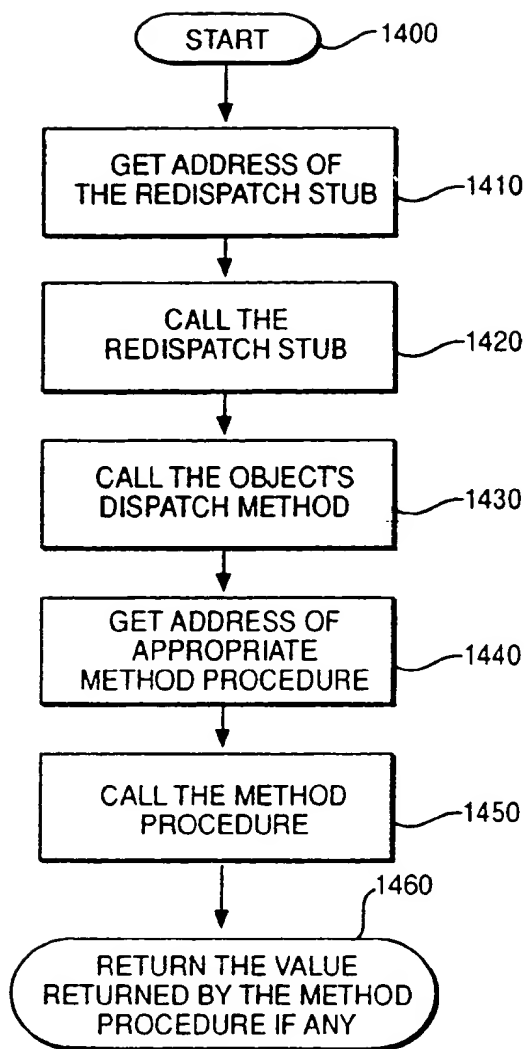 START
1400
GET ADDRESS OF
THE REDISPATCH STUB
1410
CALL THE
REDISPATCH STUB
1420
CALL THE OBJECT'S
DISPATCH METHOD
1430
GET ADDRESS OF
APPROPRIATE
METHOD PROCEDURE
1440
CALL THE METHOD
PROCEDURE
1450
1460
RETURN THE VALUE
RETURNED BY THE METHOD
PROCEDURE IF ANY